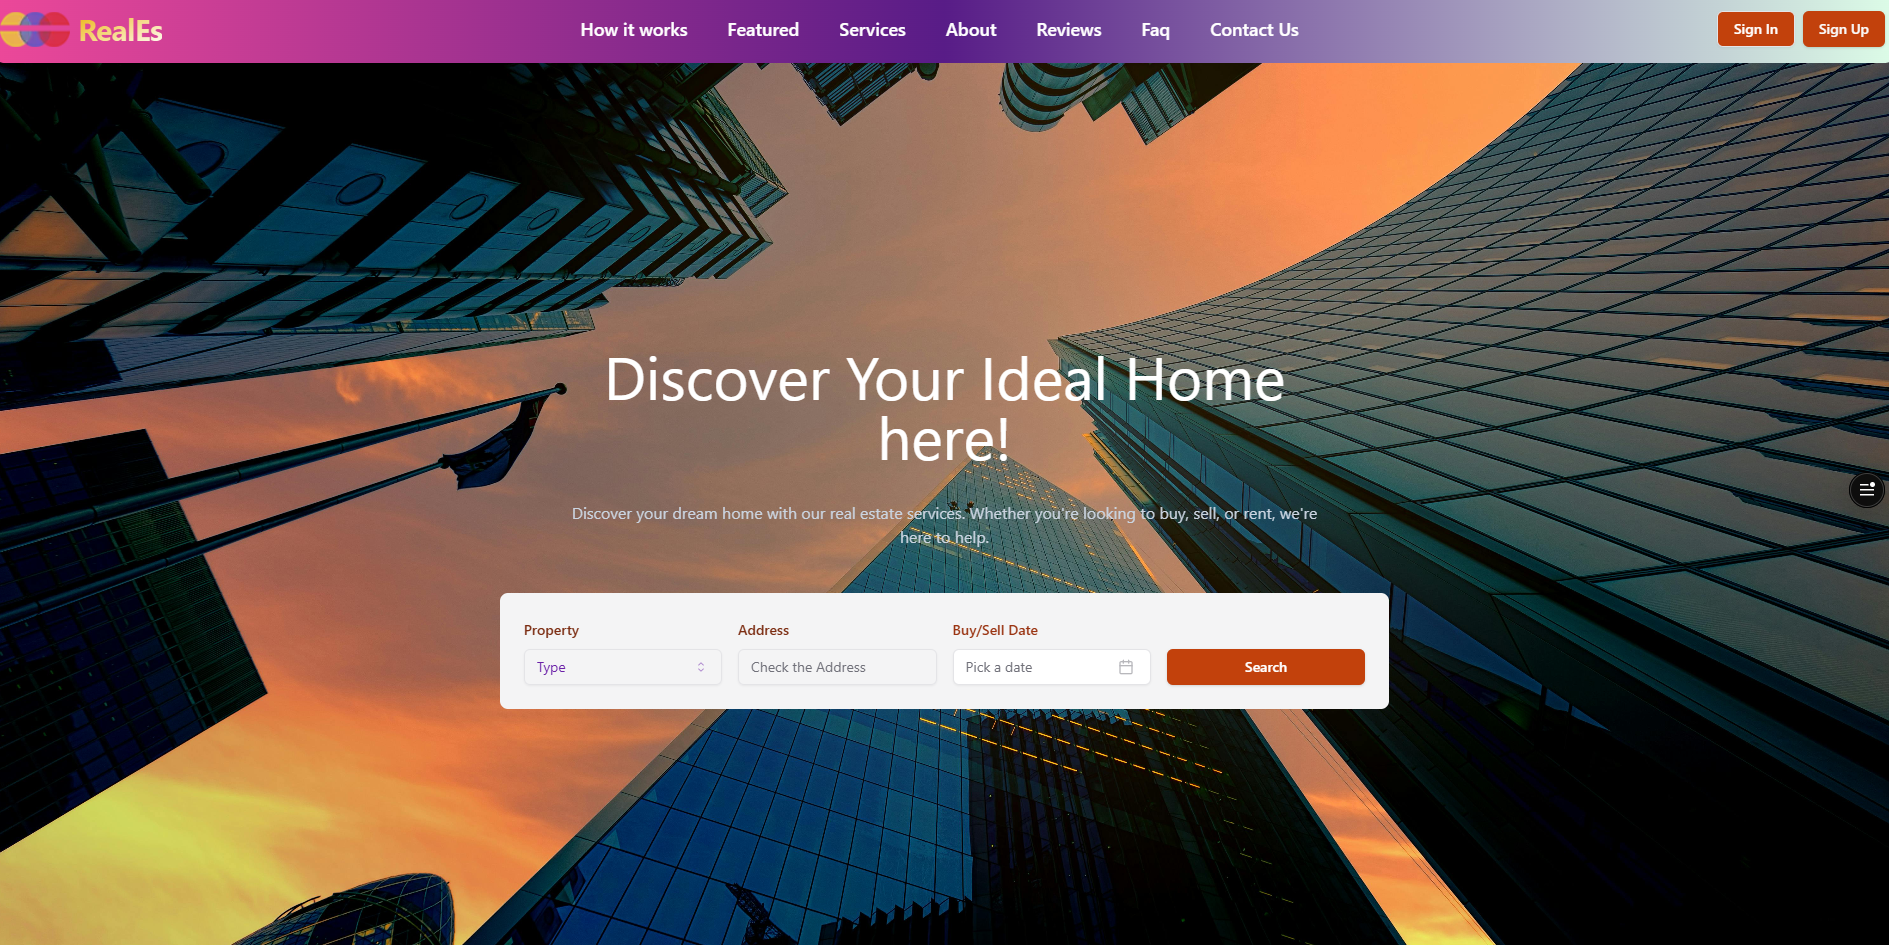 RealEs
How it works
Featured
Services
About
Reviews
Faq
Contact Us
Sign In
Sign Up
Discover Your Ideal Home
here!
Discover your dream home with our real estate services. Whether you're looking to buy, sell, or rent, we're
here to help.
Property
Address
Buy/Sell Date
Type
Check the Address
Pick a date
Search